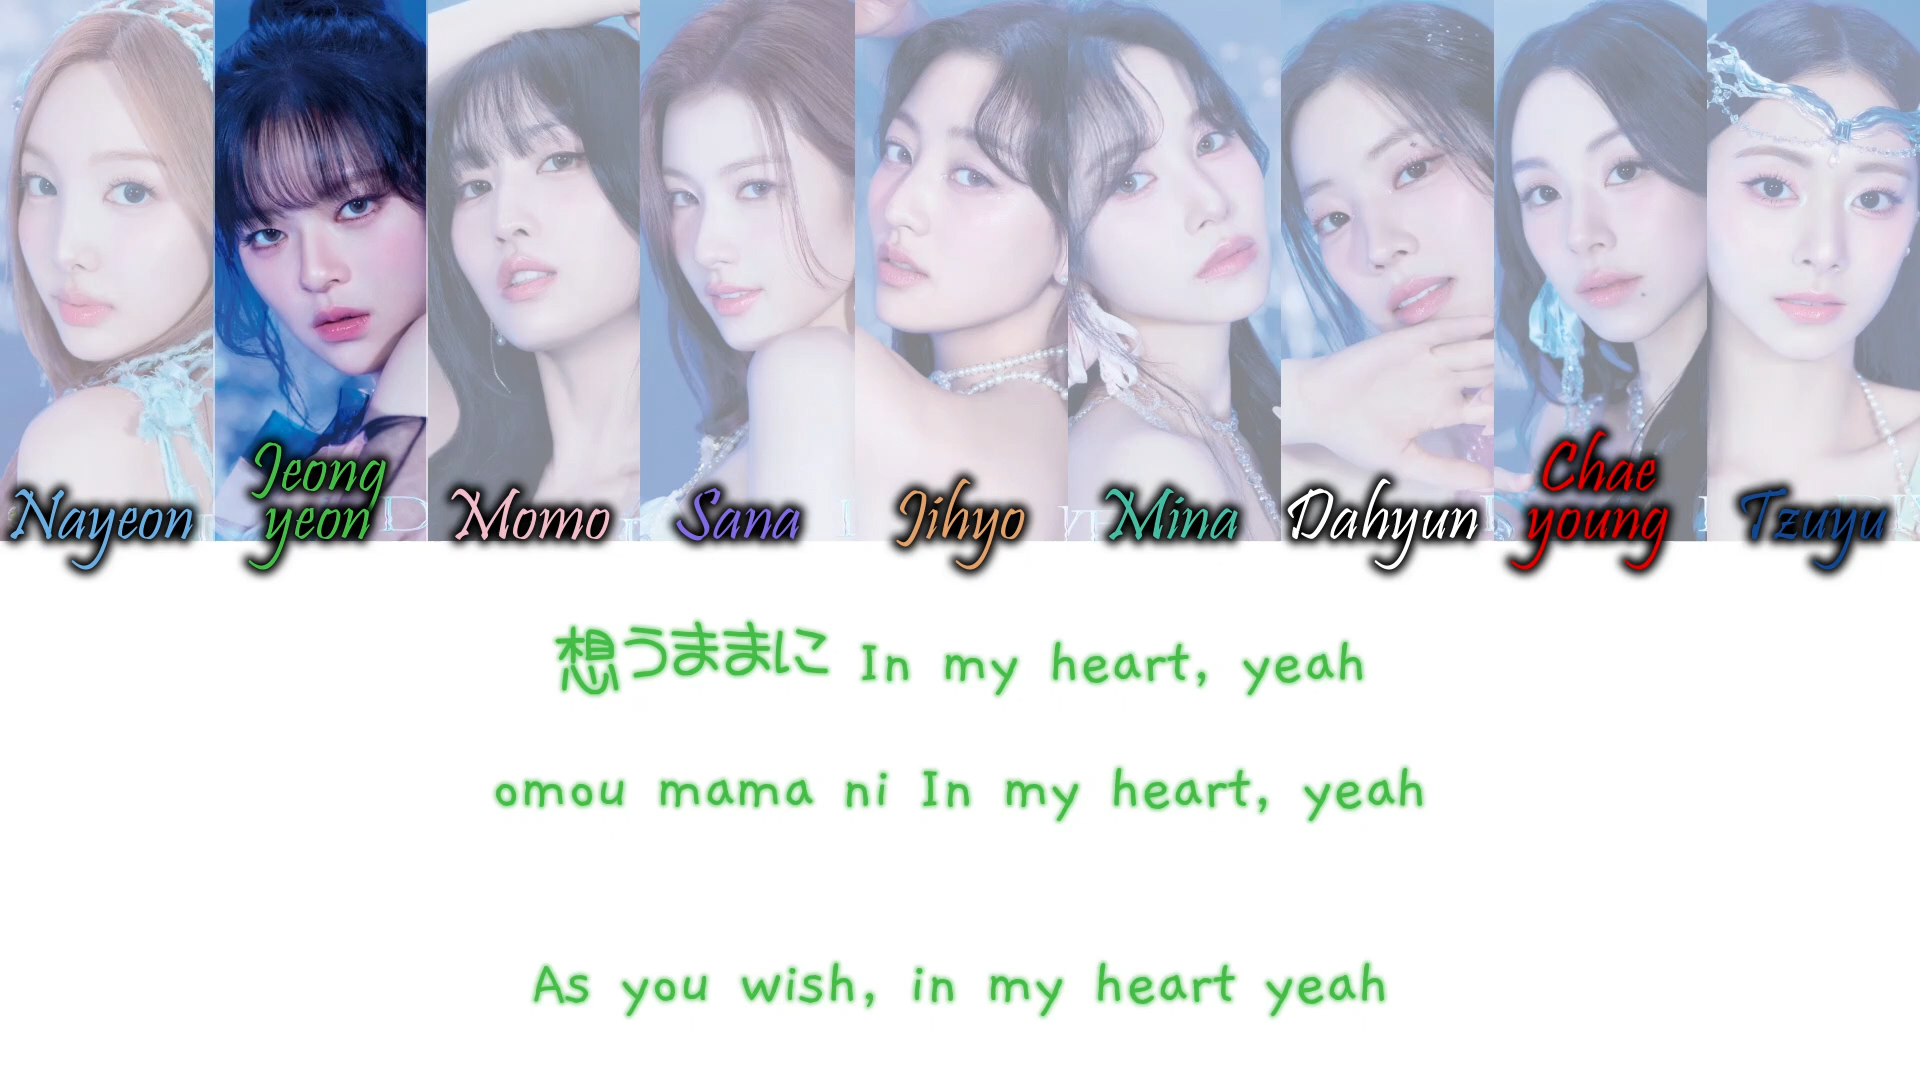 Nayeon
Jeong
yeon
Momo
Sana
Jihyo
Mina
Dahyun
Chae
young
Tzuyu
想うままに In my heart, yeah
omou mama ni In my heart, yeah
As you wish, in my heart yeah